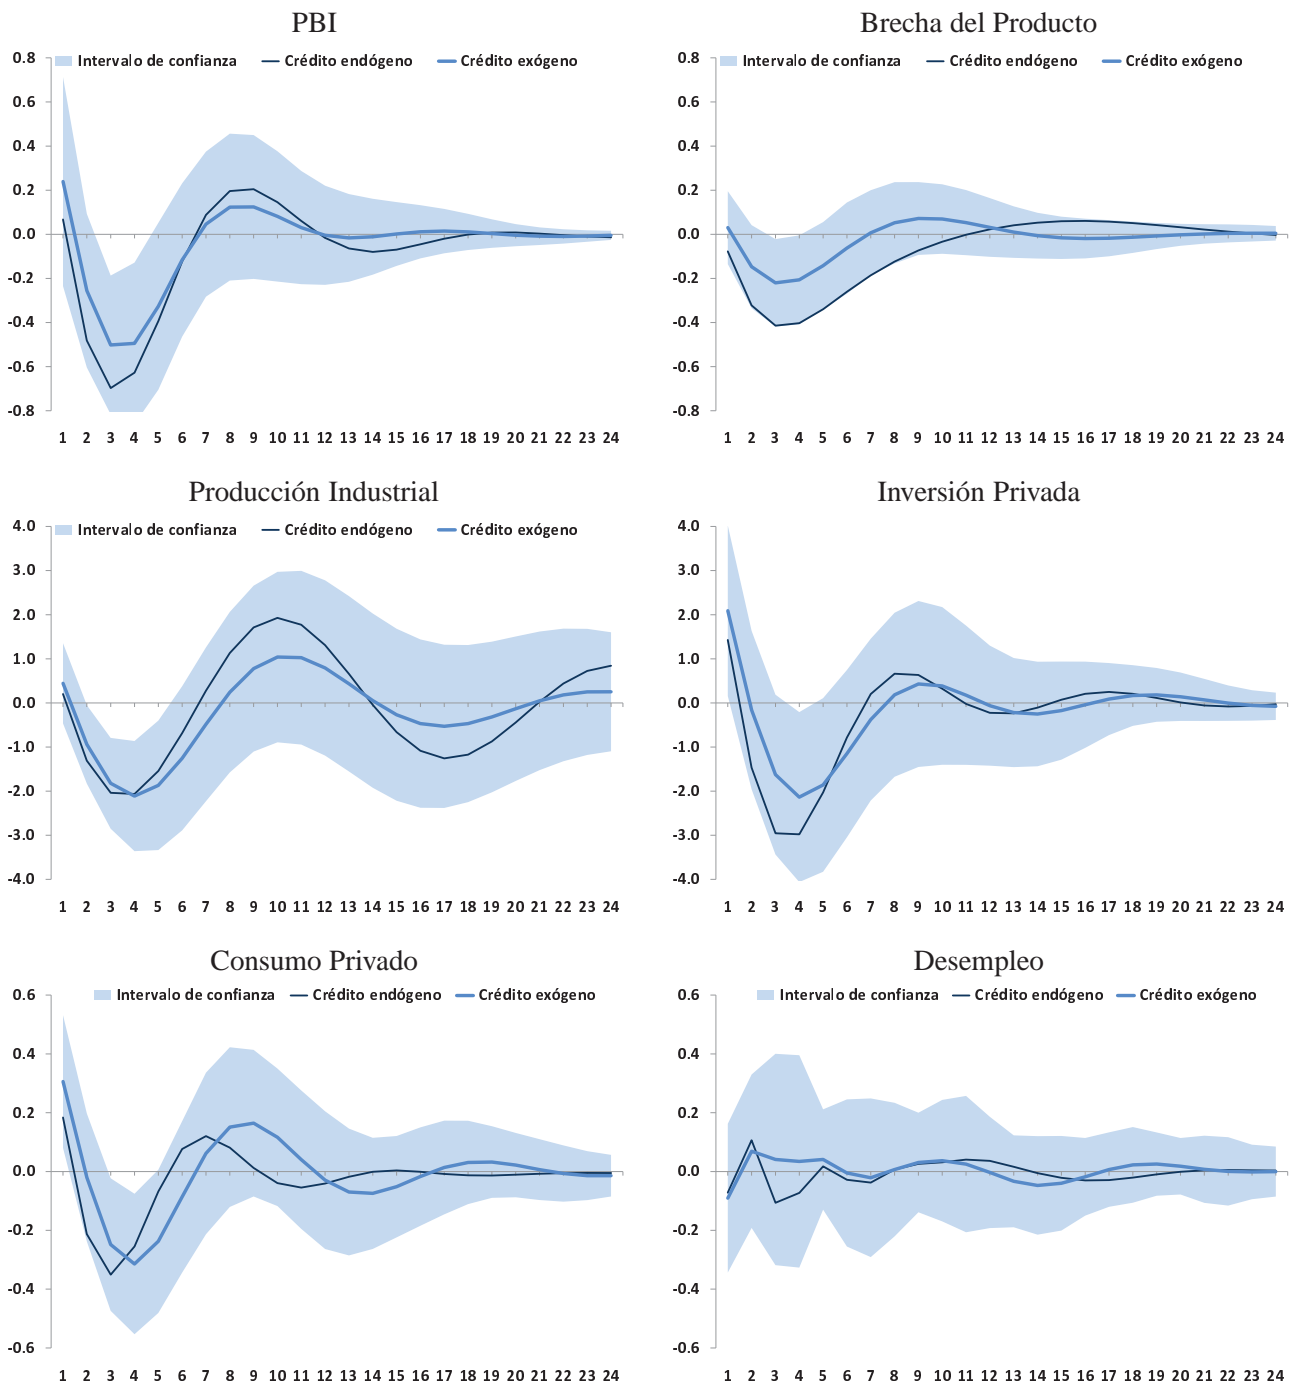 PBI
Intervalo de confianza Crédito endógeno Crédito exógeno
0.8
0.6
0.4
0.2
0.0
-0.2
-0.4
-0.6
-0.8
1 2 3 4 5 6 7 8 9 10 11 12 13 14 15 16 17 18 19 20 21 22 23 24
Brecha del Producto
Intervalo de confianza Crédito endógeno Crédito exógeno
0.8
0.6
0.4
0.2
0.0
-0.2
-0.4
-0.6
-0.8
1 2 3 4 5 6 7 8 9 10 11 12 13 14 15 16 17 18 19 20 21 22 23 24
Producción Industrial
Intervalo de confianza Crédito endógeno Crédito exógeno
4.0
3.0
2.0
1.0
0.0
-1.0
-2.0
-3.0
-4.0
1 2 3 4 5 6 7 8 9 10 11 12 13 14 15 16 17 18 19 20 21 22 23 24
Inversión Privada
4.0
3.0
2.0
1.0
0.0
-1.0
-2.0
-3.0
-4.0
1 2 3 4 5 6 7 8 9 10 11 12 13 14 15 16 17 18 19 20 21 22 23 24
Consumo Privado
Intervalo de confianza Crédito endógeno Crédito exógeno
0.6
0.4
0.2
0.0
-0.2
-0.4
-0.6
1 2 3 4 5 6 7 8 9 10 11 12 13 14 15 16 17 18 19 20 21 22 23 24
Desempleo
Intervalo de confianza Crédito endógeno Crédito exógeno
0.6
0.4
0.2
0.0
-0.2
-0.4
-0.6
1 2 3 4 5 6 7 8 9 10 11 12 13 14 15 16 17 18 19 20 21 22 23 24